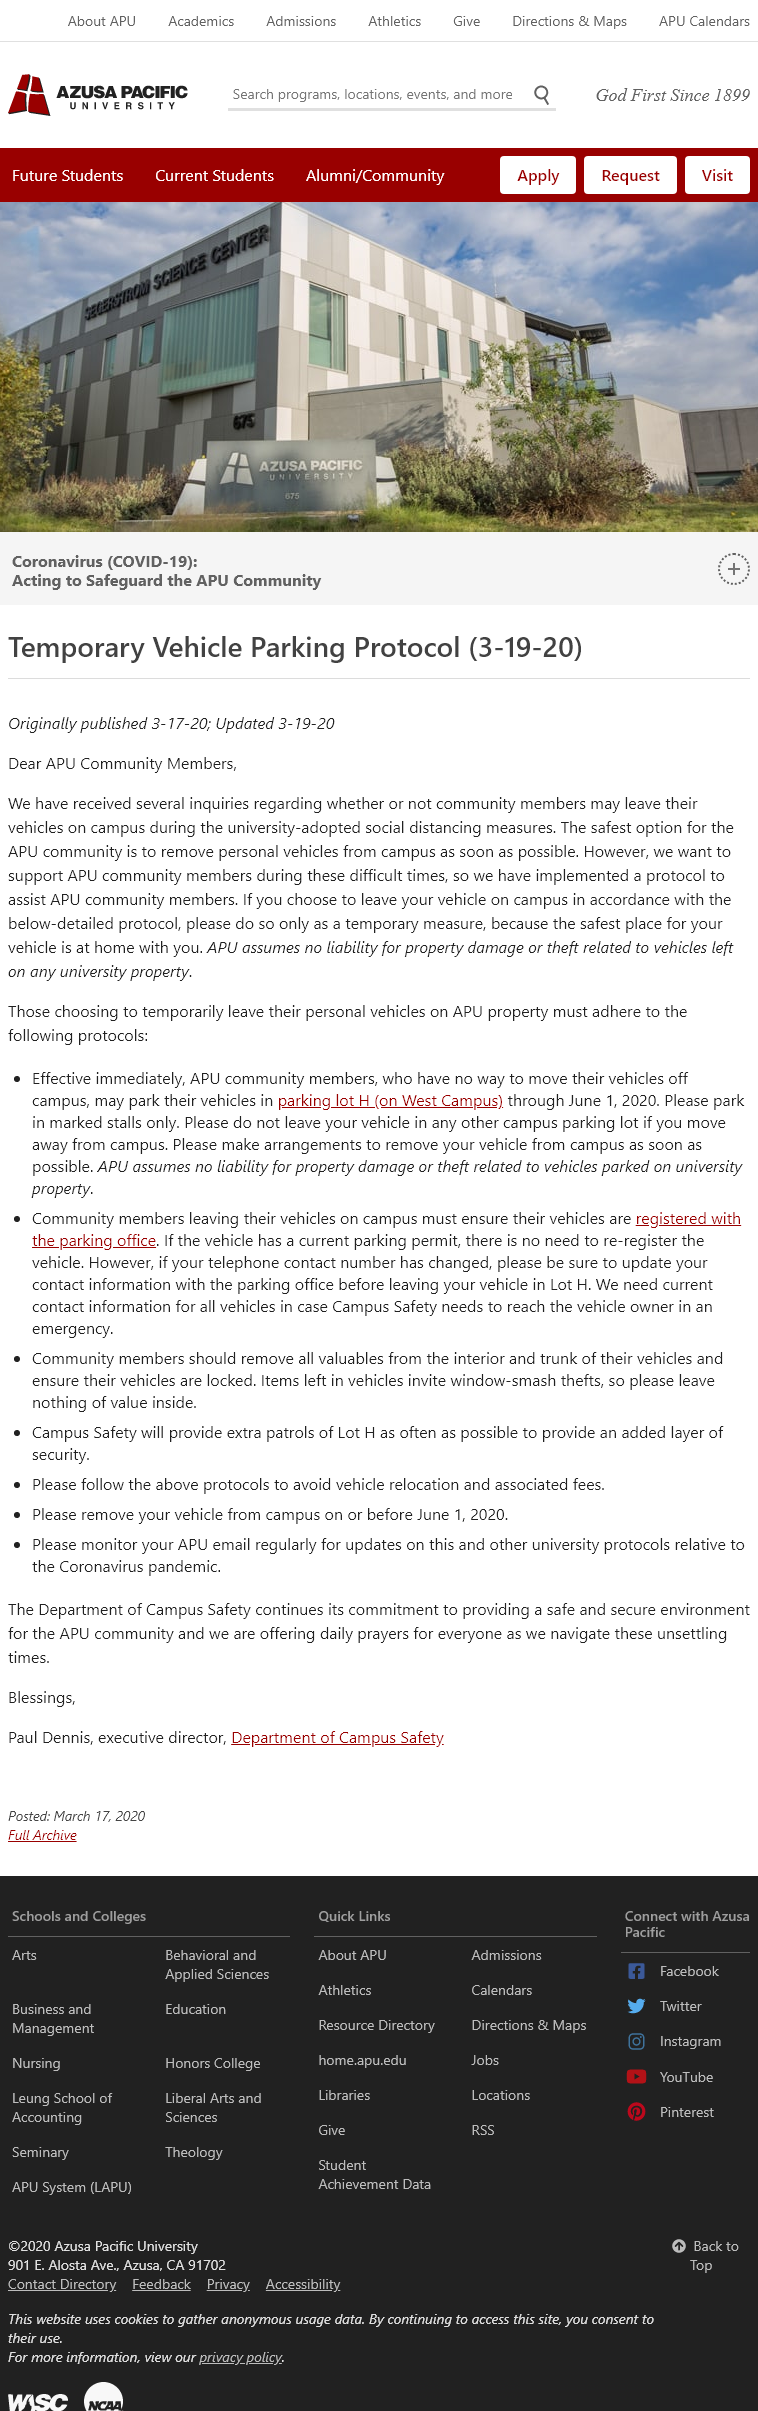 About APU Academics Admissions Athletics Give Directions & Maps APU Calendars
AZUSA PACIFIC
UNIVERSITY
Search programs, locations, events, and more
God First Since 1899
Future Students Current Students Alumni/Community Apply Request Visit
SEGERSTROM SCIENCE CENTER
675
AZUSA PACIFIC
UNIVERSITY
675
Coronavirus (COVID-19):
Acting to Safeguard the APU Community
Temporary Vehicle Parking Protocol (3-19-20)
Originally published 3-17-20; Updated 3-19-20
Dear APU Community Members,
We have received several inquiries regarding whether or not community members may leave their
vehicles on campus during the university-adopted social distancing measures. The safest option for the
APU community is to remove personal vehicles from campus as soon as possible. However, we want to
support APU community members during these difficult times, so we have implemented a protocol to
assist APU community members. If you choose to leave your vehicle on campus in accordance with the
below-detailed protocol, please do so only as a temporary measure, because the safest place for your
vehicle is at home with you. APU assumes no liability for property damage or theft related to vehicles left
on any university property.
Those choosing to temporarily leave their personal vehicles on APU property must adhere to the
following protocols:
• Effective immediately, APU community members, who have no way to move their vehicles off
campus, may park their vehicles in parking lot H (on West Campus) through June 1, 2020. Please park
in marked stalls only. Please do not leave your vehicle in any other campus parking lot if you move
away from campus. Please make arrangements to remove your vehicle from campus as soon as
possible. APU assumes no liability for property damage or theft related to vehicles parked on university
property.
• Community members leaving their vehicles on campus must ensure their vehicles are registered with
the parking office. If the vehicle has a current parking permit, there is no need to re-register the
vehicle. However, if your telephone contact number has changed, please be sure to update your
contact information with the parking office before leaving your vehicle in Lot H. We need current
contact information for all vehicles in case Campus Safety needs to reach the vehicle owner in an
emergency.
• Community members should remove all valuables from the interior and trunk of their vehicles and
ensure their vehicles are locked. Items left in vehicles invite window-smash thefts, so please leave
nothing of value inside.
• Campus Safety will provide extra patrols of Lot H as often as possible to provide an added layer of
security.
• Please follow the above protocols to avoid vehicle relocation and associated fees.
• Please remove your vehicle from campus on or before June 1, 2020.
• Please monitor your APU email regularly for updates on this and other university protocols relative to
the Coronavirus pandemic.
The Department of Campus Safety continues its commitment to providing a safe and secure environment
for the APU community and we are offering daily prayers for everyone as we navigate these unsettling
times.
Blessings,
Paul Dennis, executive director, Department of Campus Safety
Posted: March 17, 2020
Full Archive
Schools and Colleges
Arts
Behavioral and
Applied Sciences
Business and
Management
Education
Nursing
Honors College
Leung School of
Accounting
Liberal Arts and
Sciences
Seminary
Theology
APU System (LAPU)
Quick Links
About APU
Admissions
Athletics
Calendars
Resource Directory
Directions & Maps
home.apu.edu
Jobs
Libraries
Locations
Give
RSS
Student
Achievement Data
Connect with Azusa
Pacific
Facebook
Twitter
Instagram
YouTube
Pinterest
©2020 Azusa Pacific University
901 E. Alosta Ave., Azusa, CA 91702
Contact Directory Feedback Privacy Accessibility
Back to
Top
This website uses cookies to gather anonymous usage data. By continuing to access this site, you consent to
their use.
For more information, view our privacy policy.
NCAA